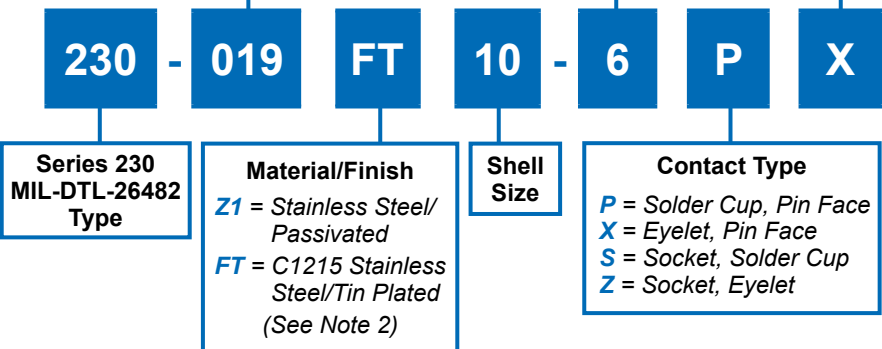 230 - 019 FT 10 - 6 P X
Series 230
MIL-DTL-26482
Type
Material/Finish
Z1 = Stainless Steel/
Passivated
FT = C1215 Stainless
Steel/Tin Plated
(See Note 2)
Shell
Size
Contact Type
P = Solder Cup, Pin Face
X = Eyelet, Pin Face
S = Socket, Solder Cup
Z = Socket, Eyelet